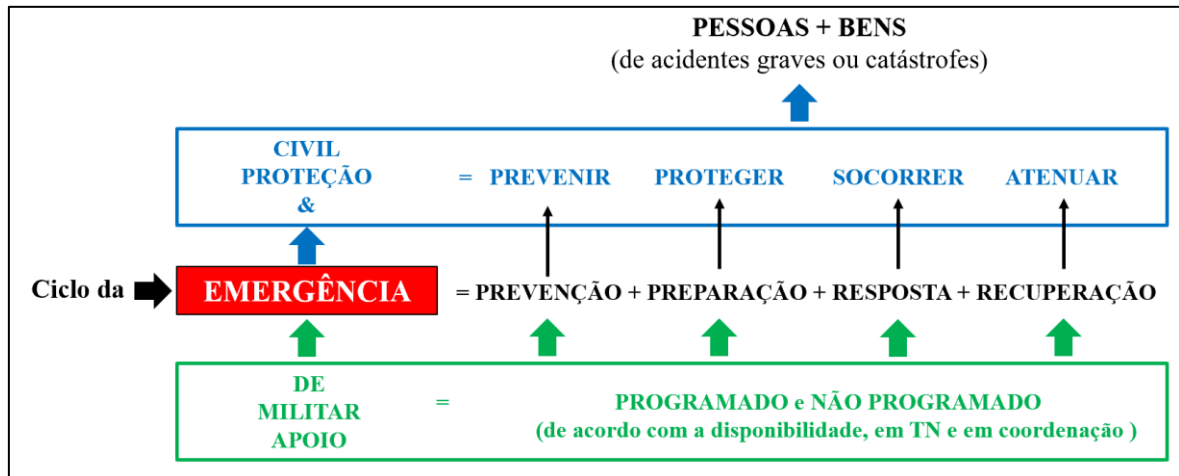 PESSOAS + BENS
(de acidentes graves ou catástrofes)
CIVIL
PROTEÇÃO
&
= PREVENIR PROTEGER SOCORRER ATENUAR
Ciclo da EMERGÊNCIA = PREVENÇÃO + PREPARAÇÃO + RESPOSTA + RECUPERAÇÃO
DE
MILITAR
APOIO
= PROGRAMADO e NÃO PROGRAMADO
(de acordo com a disponibilidade, em TN e em coordenação )